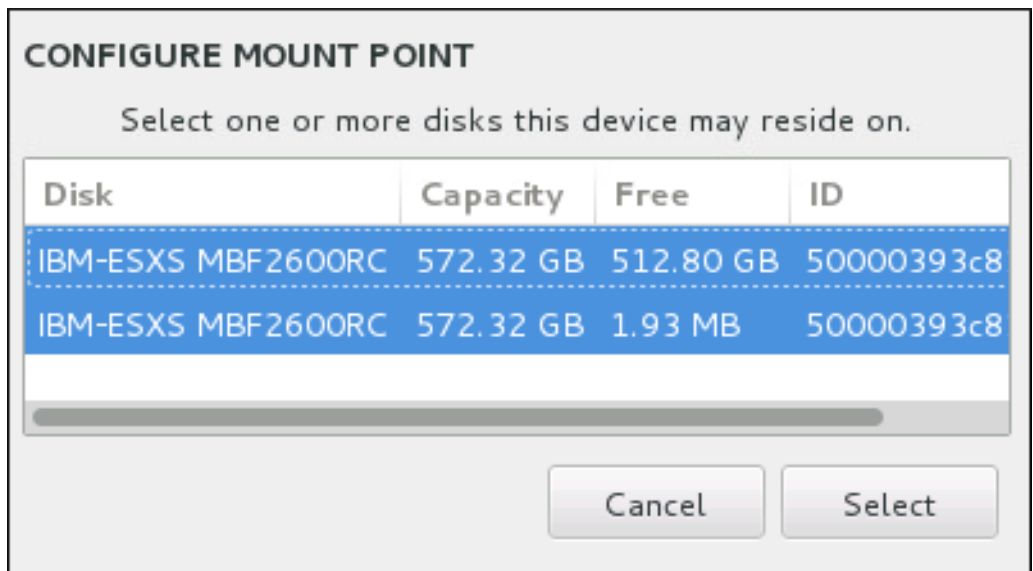 CONFIGURE MOUNT POINT
Select one or more disks this device may reside on.
Disk Capacity Free ID
IBM-ESXS MBF2600RC 572.32 GB 512.80 GB 50000393c8
IBM-ESXS MBF2600RC 572.32 GB 1.93 MB 50000393c8
Cancel Select